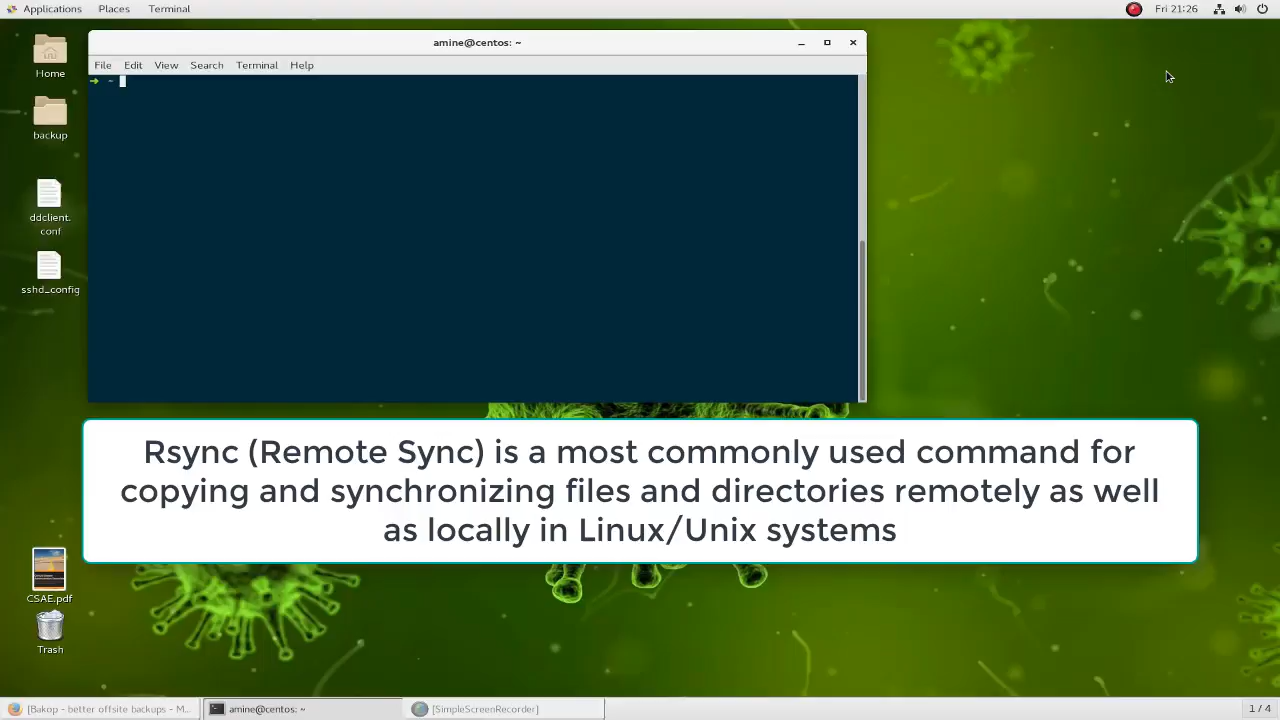 Applications Places Terminal Fri 21:26
amine@centos: ~
File Edit View Search Terminal Help
➜ ~
Home
backup
ddclient.
conf
sshd_config
Rsync (Remote Sync) is a most commonly used command for
copying and synchronizing files and directories remotely as well
as locally in Linux/Unix systems
CSAE.pdf
Trash
[Bakop - better offsite backups - M... amine@centos: ~ [SimpleScreenRecorder] 1 / 4